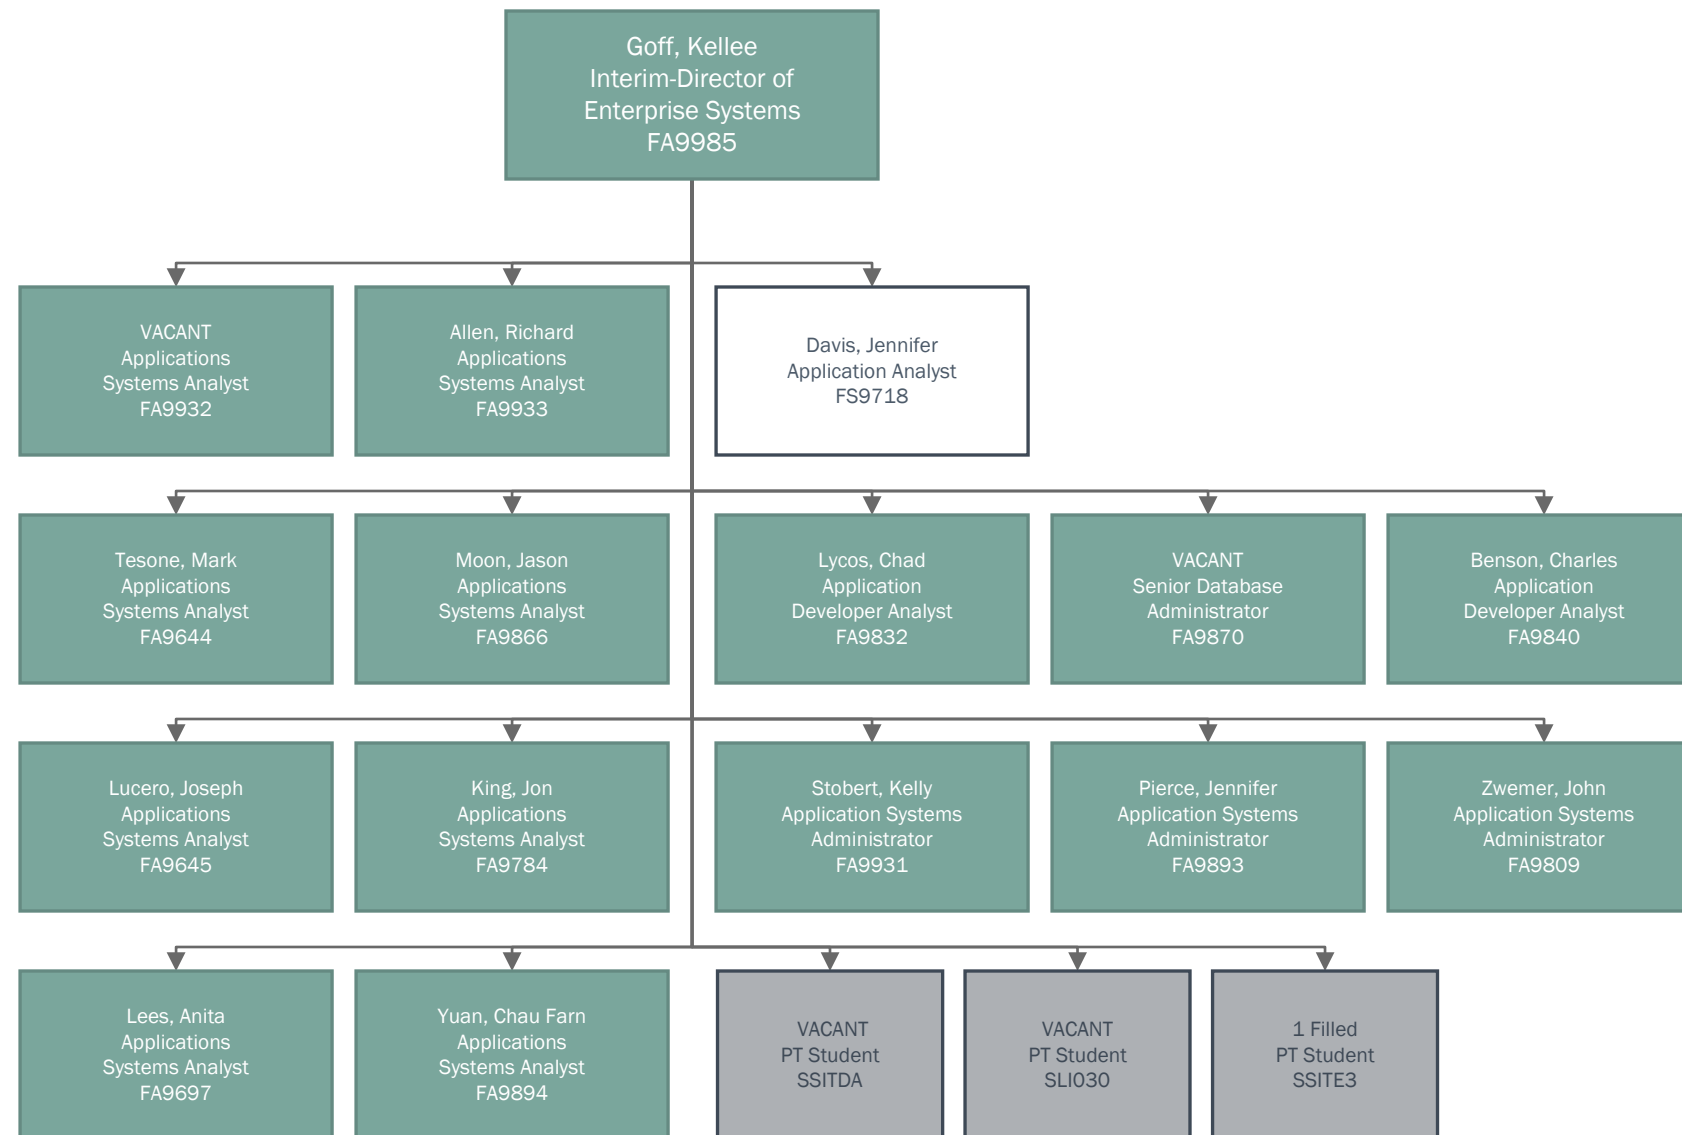 Goff, Kellee
Interim-Director of
Enterprise Systems
FA9985
VACANT
Applications
Systems Analyst
FA9932
Allen, Richard
Applications
Systems Analyst
FA9933
Davis, Jennifer
Application Analyst
FS9718
Tesone, Mark
Applications
Systems Analyst
FA9644
Moon, Jason
Applications
Systems Analyst
FA9866
Lycos, Chad
Application
Developer Analyst
FA9832
VACANT
Senior Database
Administrator
FA9870
Benson, Charles
Application
Developer Analyst
FA9840
Lucero, Joseph
Applications
Systems Analyst
FA9645
King, Jon
Applications
Systems Analyst
FA9784
Stobert, Kelly
Application Systems
Administrator
FA9931
Pierce, Jennifer
Application Systems
Administrator
FA9893
Zwemer, John
Application Systems
Administrator
FA9809
Lees, Anita
Applications
Systems Analyst
FA9697
Yuan, Chau Farn
Applications
Systems Analyst
FA9894
VACANT
PT Student
SSITDA
VACANT
PT Student
SLI030
1 Filled
PT Student
SSITE3